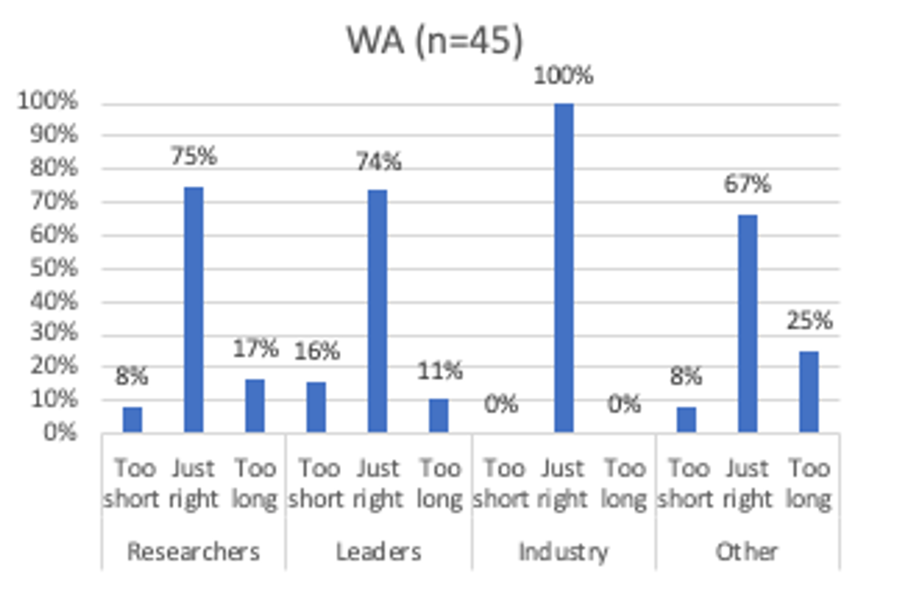 WA (n=45)
100%
100%
90%
80%
70%
60%
50%
40%
30%
20%
10%
0%
8%
75%
17%
16%
74%
11%
0%
0%
8%
67%
25%
Too short
Just right
Too long
Too short
Just right
Too long
Too short
Just right
Too long
Too short
Just right
Too long
Researchers
Leaders
Industry
Other